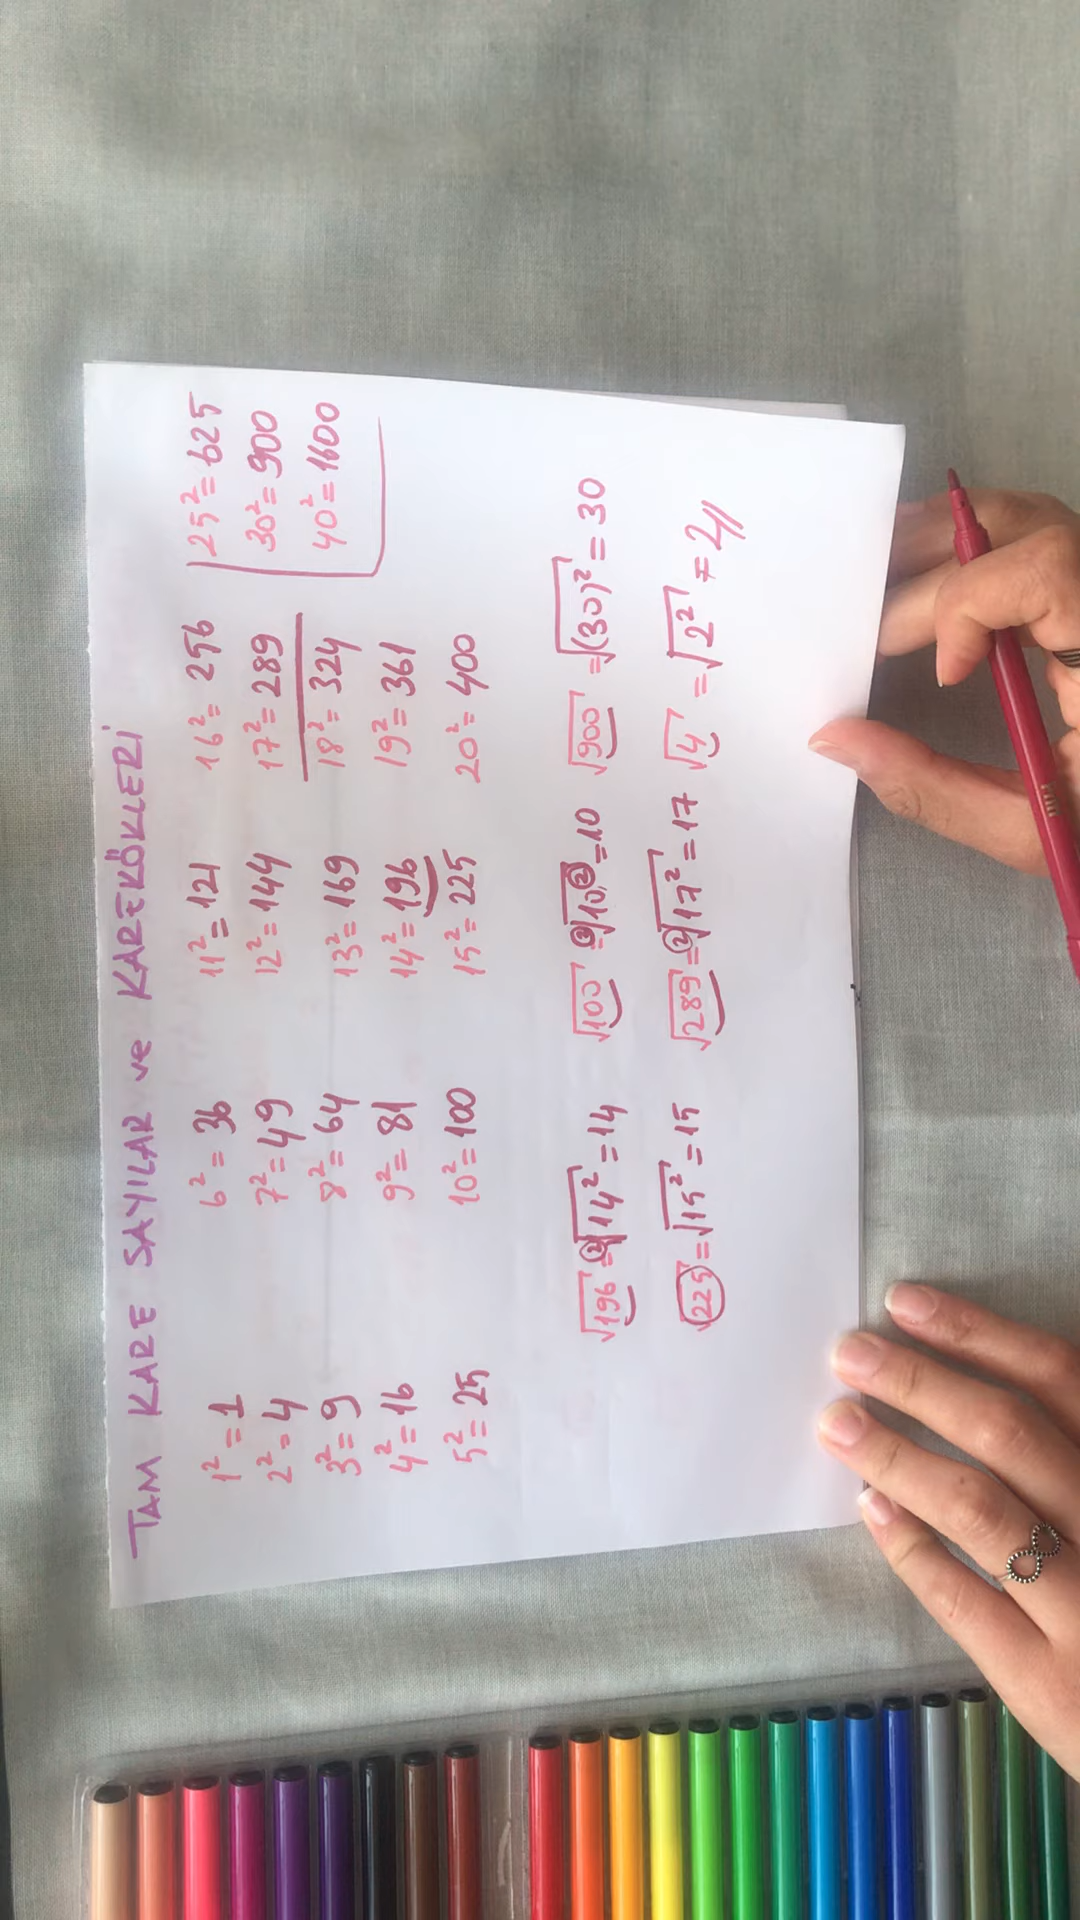 TAM KARE SAYILAR ve KAREKÖKLERİ
1² = 1
2² = 4
3² = 9
4² = 16
5² = 25
6² = 36
7² = 49
8² = 64
9² = 81
10² = 100
11² = 121
12² = 144
13² = 169
14² = 196
15² = 225
16² = 256
17² = 289
18² = 324
19² = 361
20² = 400
25² = 625
30² = 900
40² = 1600
√196 = ²√14² = 14
√100 = ²√10² = 10
√900 = √(30)² = 30
√225 = √15² = 15
√289 = ²√17² = 17
√4 = √2² = 2//